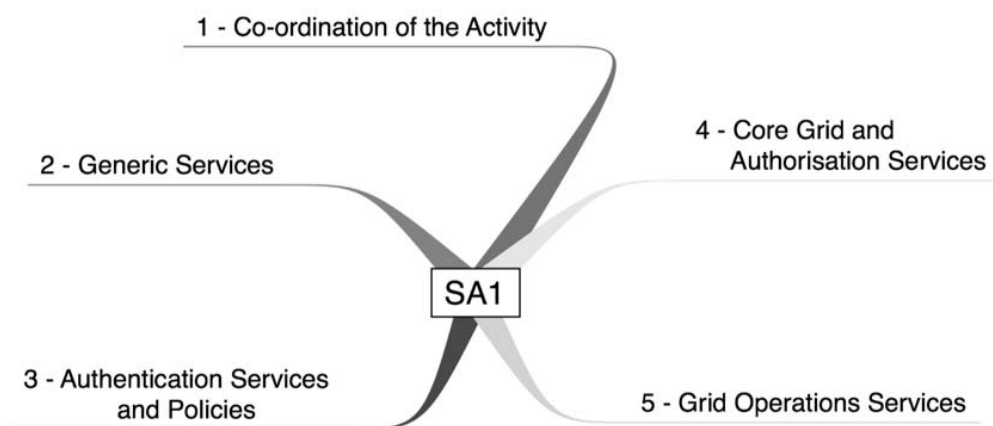 1 - Co-ordination of the Activity
2 - Generic Services
3 - Authentication Services
and Policies
4 - Core Grid and
Authorisation Services
5 - Grid Operations Services
SA1